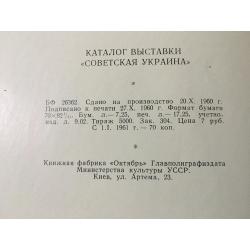 КАТАЛОГ ВЫСТАВКИ
«СОВЕТСКАЯ УКРАИНА»
БФ 26362. Сдано на производство 20.X. 1960 г.
Подписано к печати 27.X. 1960 г. Формат бумаги
70×82¹/₁₆. Бум. л.—7,25, печ. л.—17,25, учетно-
изд. л. 9,02. Тираж 5000. Зак. 304. Цена 7 руб.
С 1.I. 1961 г.— 70 коп.
Книжная фабрика «Октябрь» Главполиграфиздата
Министерства культуры УССР.
Киев, ул. Артема, 23.